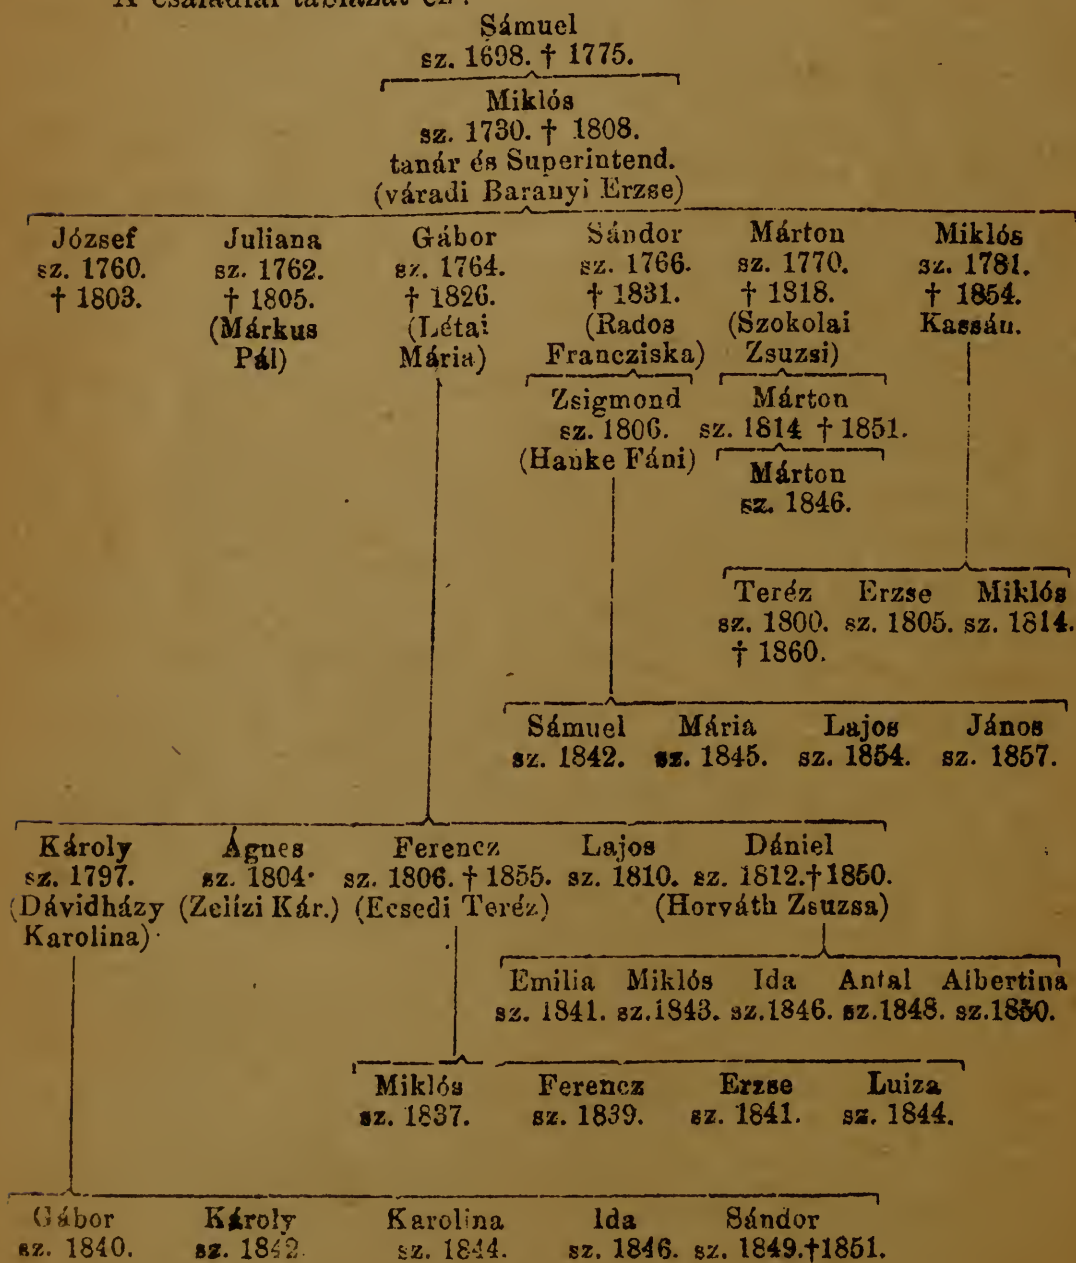 A családfai táblázat ez :
Sámuel
sz. 1698. † 1775.
Miklós
sz. 1730. † 1808.
tanár és Superintend.
(váradi Baranyi Erzse)
József Juliana Gábor Sándor Márton Miklós
sz. 1760. sz. 1762. sz. 1764. sz. 1766. sz. 1770. sz. 1781.
† 1803. † 1805. † 1826. † 1831. † 1818. † 1854.
(Márkus (Létai (Rados (Szokolai Kassán.
Pál) Mária) Francziska) Zsuzsi)
Zsigmond Márton
sz. 1806. sz. 1814 † 1851.
(Hauke Fáni) Márton
sz. 1846.
Teréz Erzse Miklós
sz. 1800. sz. 1805. sz. 1814.
† 1860.
Sámuel Mária Lajos János
sz. 1842. sz. 1845. sz. 1854. sz. 1857.
Károly Ágnes Ferencz Lajos Dániel
sz. 1797. sz. 1804. sz. 1806. † 1855. sz. 1810. sz. 1812. † 1850.
(Dávidházy (Zelízi Kár.) (Ecsedi Teréz) (Horváth Zsuzsa)
Karolina)
Emilia Miklós Ida Antal Albertina
sz. 1841. sz. 1843. sz. 1846. sz. 1848. sz. 1850.
Miklós Ferencz Erzse Luiza
sz. 1837. sz. 1839. sz. 1841. sz. 1844.
Gábor Károly Karolina Ida Sándor
sz. 1840. sz. 1842. sz. 1844. sz. 1846. sz. 1849. † 1851.